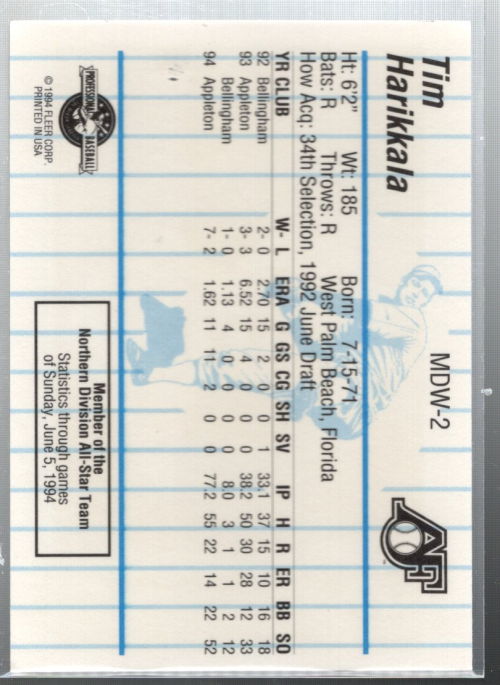 Tim
Harikkala
MDW-2
AF
Ht: 6'2" Wt: 185 Born: 7-15-71
Bats: R Throws: R West Palm Beach, Florida
How Acq: 34th Selection, 1992 June Draft
YR CLUB W- L ERA G GS CG SH SV IP H R ER BB SO
92 Bellingham 2- 0 2.70 15 2 0 0 1 33.1 37 15 10 16 18
93 Appleton 3- 3 6.52 15 4 0 0 0 38.2 50 30 28 12 33
Bellingham 1- 0 1.13 4 0 0 0 0 8.0 3 1 1 2 12
94 Appleton 7- 2 1.62 11 11 2 0 0 77.2 55 22 14 22 52
PROFESSIONAL BASEBALL
© 1994 FLEER CORP.
PRINTED IN USA
Member of the
Northern Division All-Star Team
Statistics through games
of Sunday, June 5, 1994